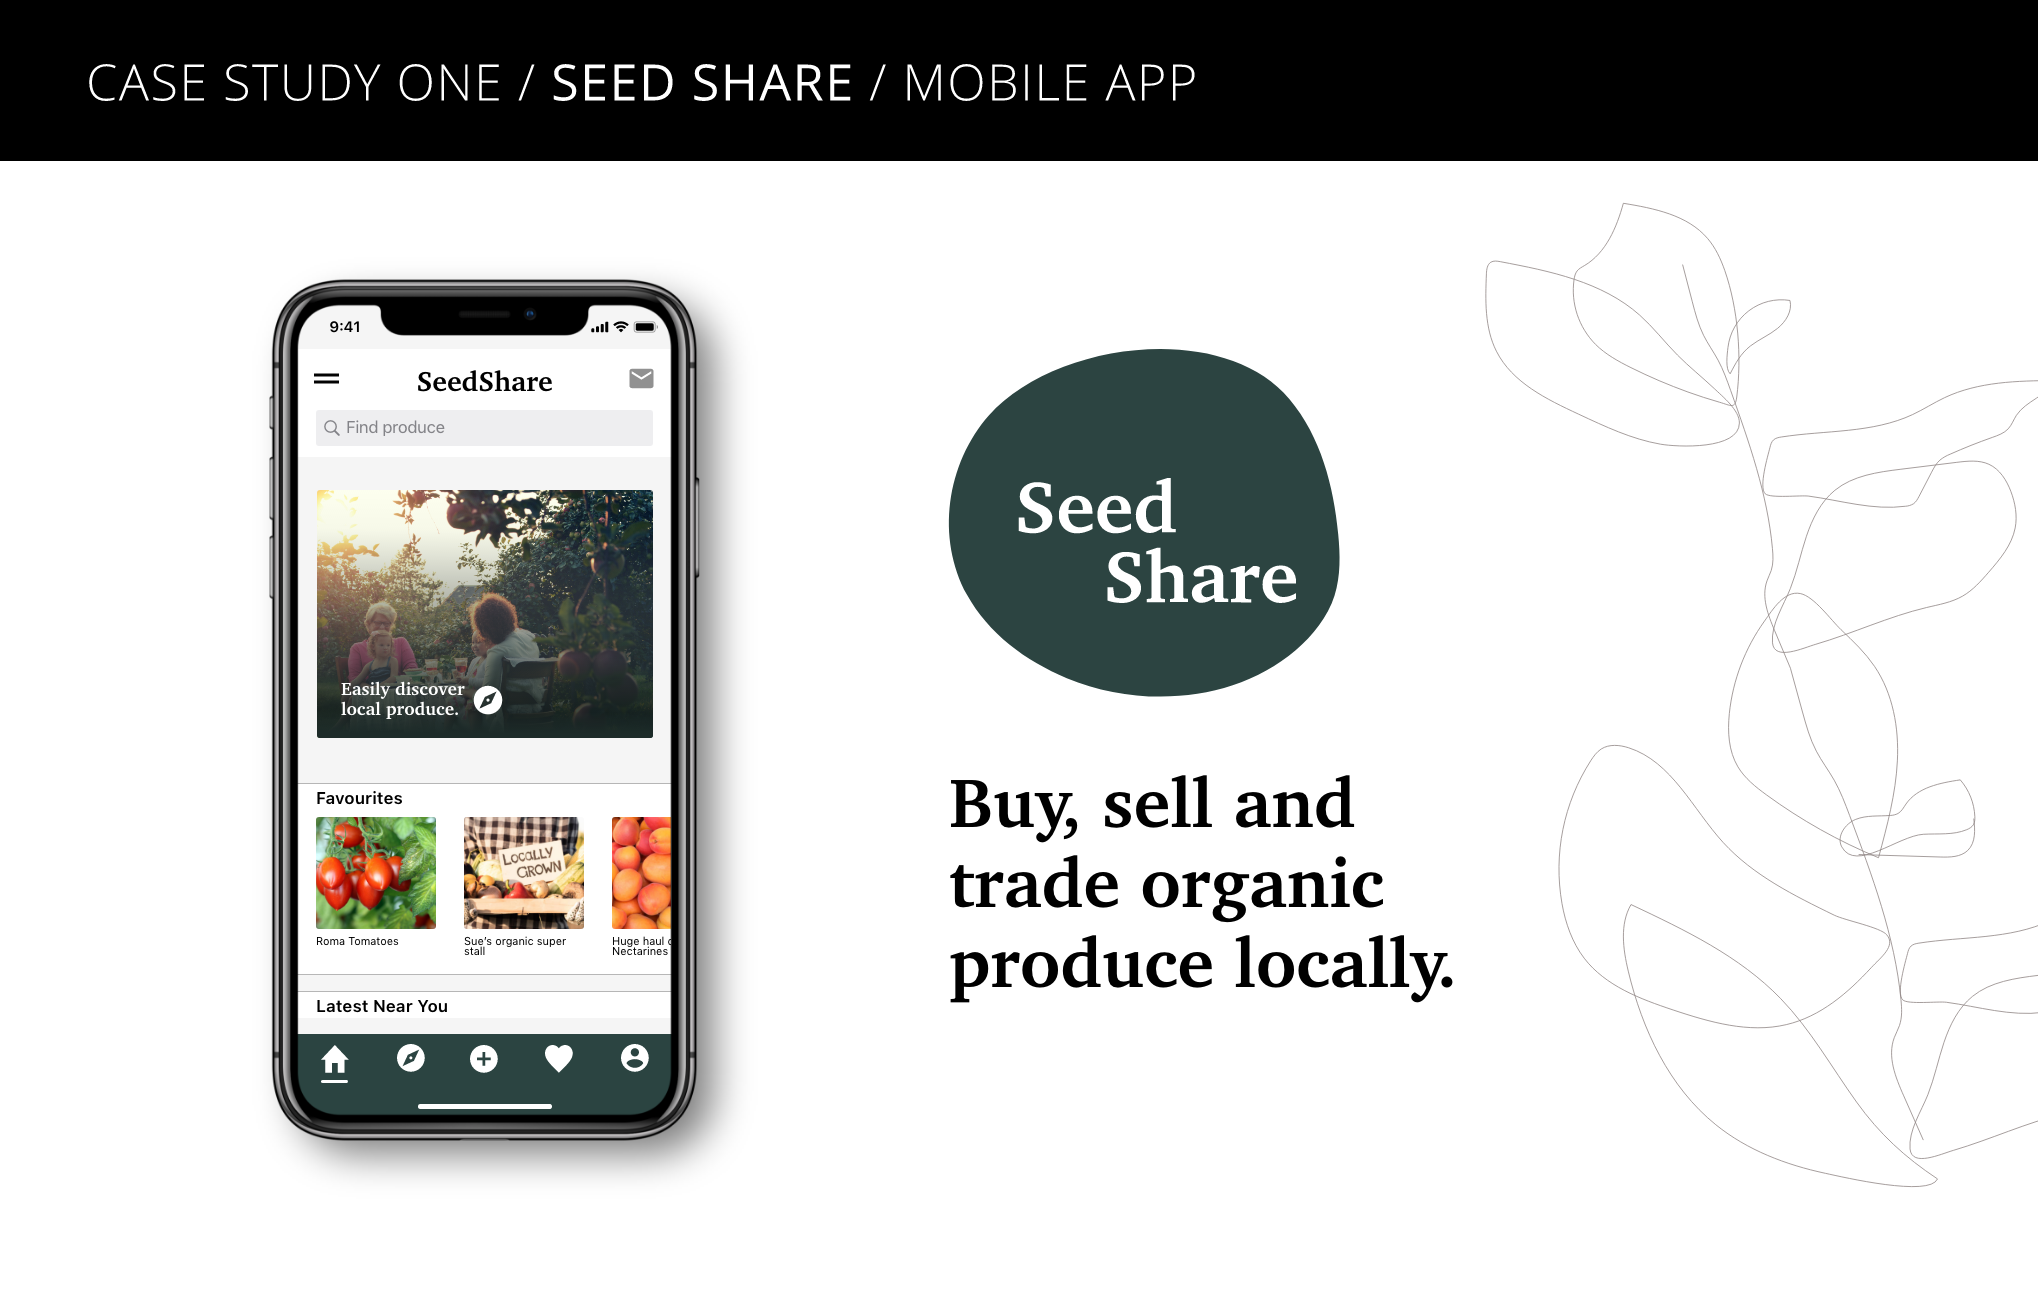 CASE STUDY ONE / SEED SHARE / MOBILE APP
9:41
SeedShare
Find produce
Easily discover
local produce.
Favourites
LOCALLY
GROWN
Roma Tomatoes
Sue's organic super
stall
Huge haul
Nectarines
Latest Near You
Seed
Share
Buy, sell and
trade organic
produce locally.